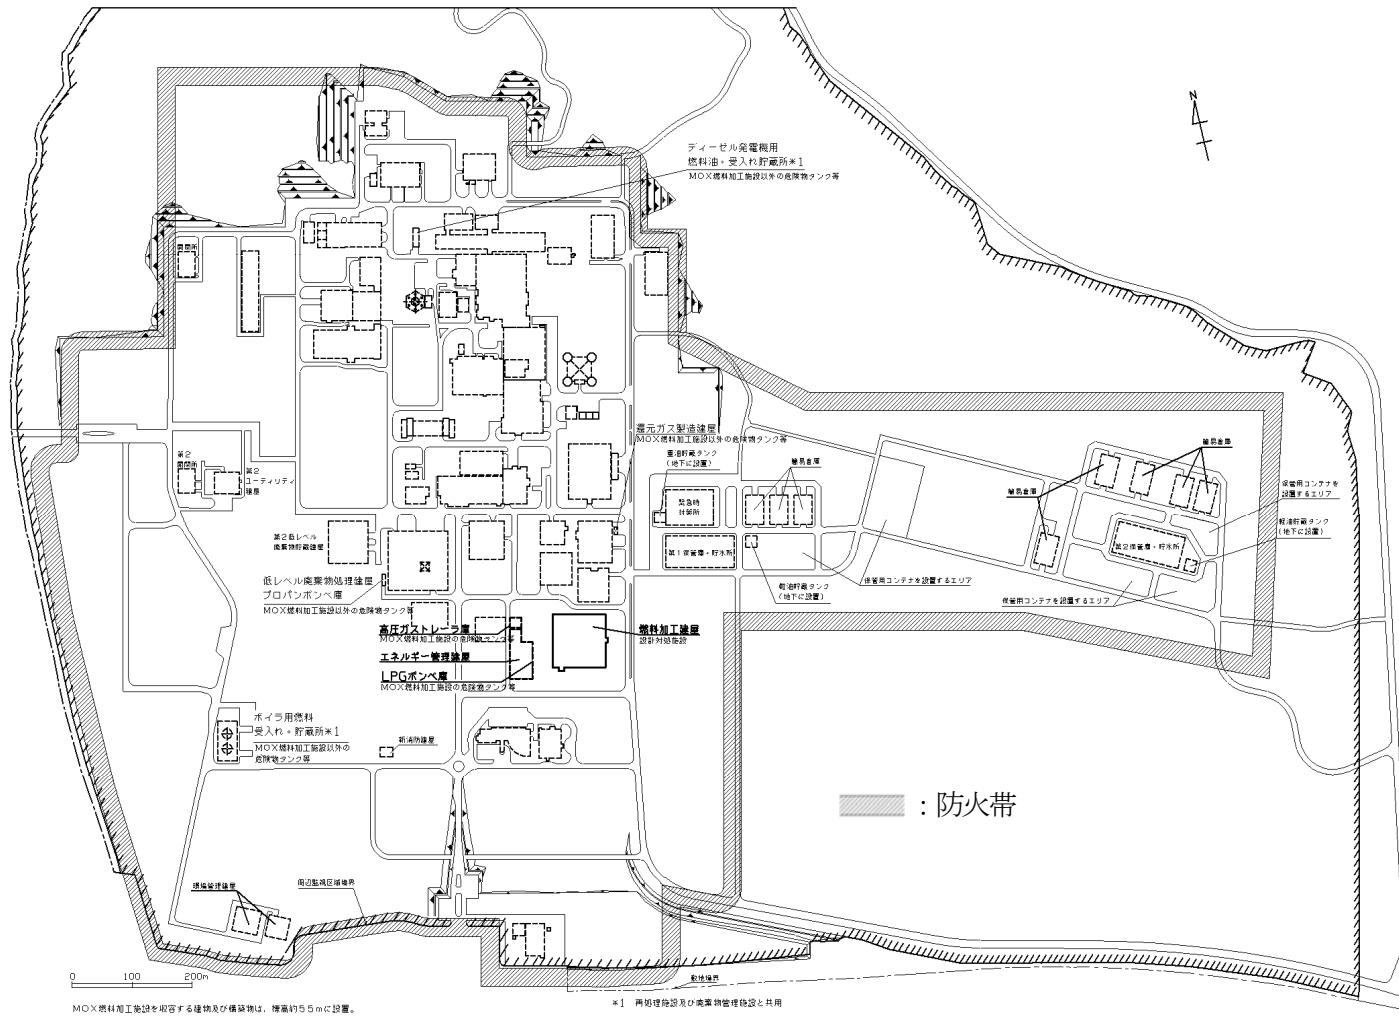 N
ディーゼル発電機用
燃料油・受入れ貯蔵所※1
MOX燃料加工施設以外の危険物タンク等
開閉所
還元ガス製造建屋
MOX燃料加工施設以外の危険物タンク等
重油貯蔵タンク
(地下に設置)
簡易倉庫
簡易倉庫
簡易倉庫
保管用コンテナを
設置するエリア
軽油貯蔵タンク
(地下に設置)
第2
開閉所
第2
ユーティリティ
建屋
緊急時
対策所
第2低レベル
廃棄物貯蔵建屋
第1保管庫・貯水所
第2保管庫・貯水所
低レベル廃棄物処理建屋
プロパンボンベ庫
MOX燃料加工施設以外の危険物タンク等
軽油貯蔵タンク
(地下に設置)
保管用コンテナを設置するエリア
保管用コンテナを設置するエリア
高圧ガストレーラ庫
MOX燃料加工施設の危険物タンク等
燃料加工建屋
設計対処施設
エネルギー管理建屋
LPGボンベ庫
MOX燃料加工施設の危険物タンク等
ボイラ用燃料
受入れ・貯蔵所※1
MOX燃料加工施設以外の
危険物タンク等
新消防建屋
:防火帯
環境管理建屋
周辺監視区域境界
敷地境界
0 100 200m
MOX燃料加工施設を収容する建物及び構築物は、標高約55mに設置。
※1 再処理施設及び廃棄物管理施設と共用